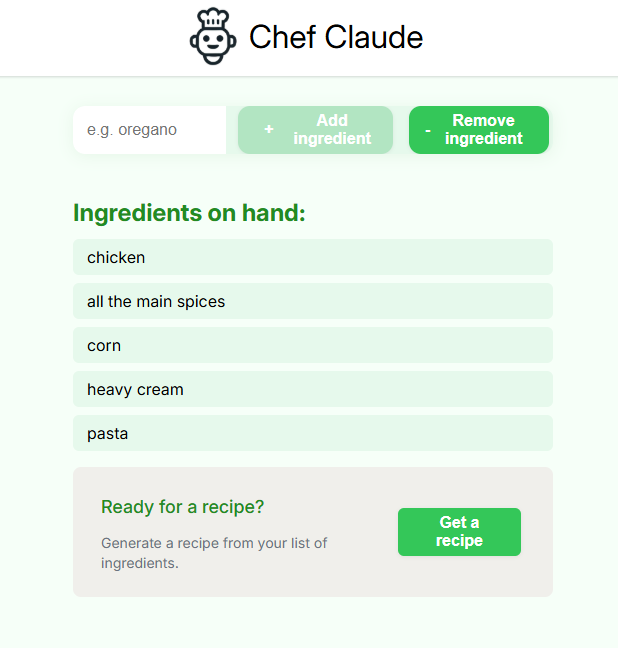 Chef Claude
e.g. oregano
+ Add
ingredient
- Remove
ingredient
Ingredients on hand:
chicken
all the main spices
corn
heavy cream
pasta
Ready for a recipe?
Generate a recipe from your list of
ingredients.
Get a
recipe